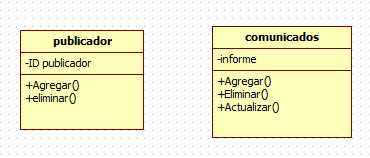 publicador
-ID publicador
+Agregar()
+eliminar()
comunicados
-informe
+Agregar()
+Eliminar()
+Actualizar()